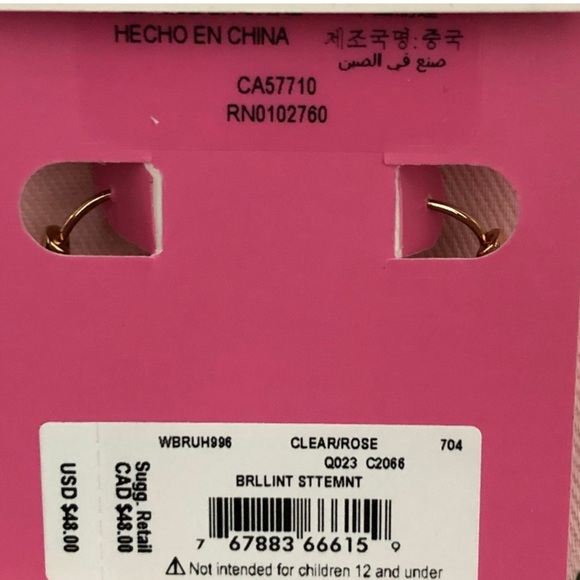 HECHO EN CHINA 제조국명: 중국
صنع في الصين
CA57710
RN0102760
WBRUH996 CLEAR/ROSE 704
Q023 C2066
BRLLINT STTEMNT
7 67883 66615 9
⚠ Not intended for children 12 and under
Sugg. Retail
CAD $48.00
USD $48.00